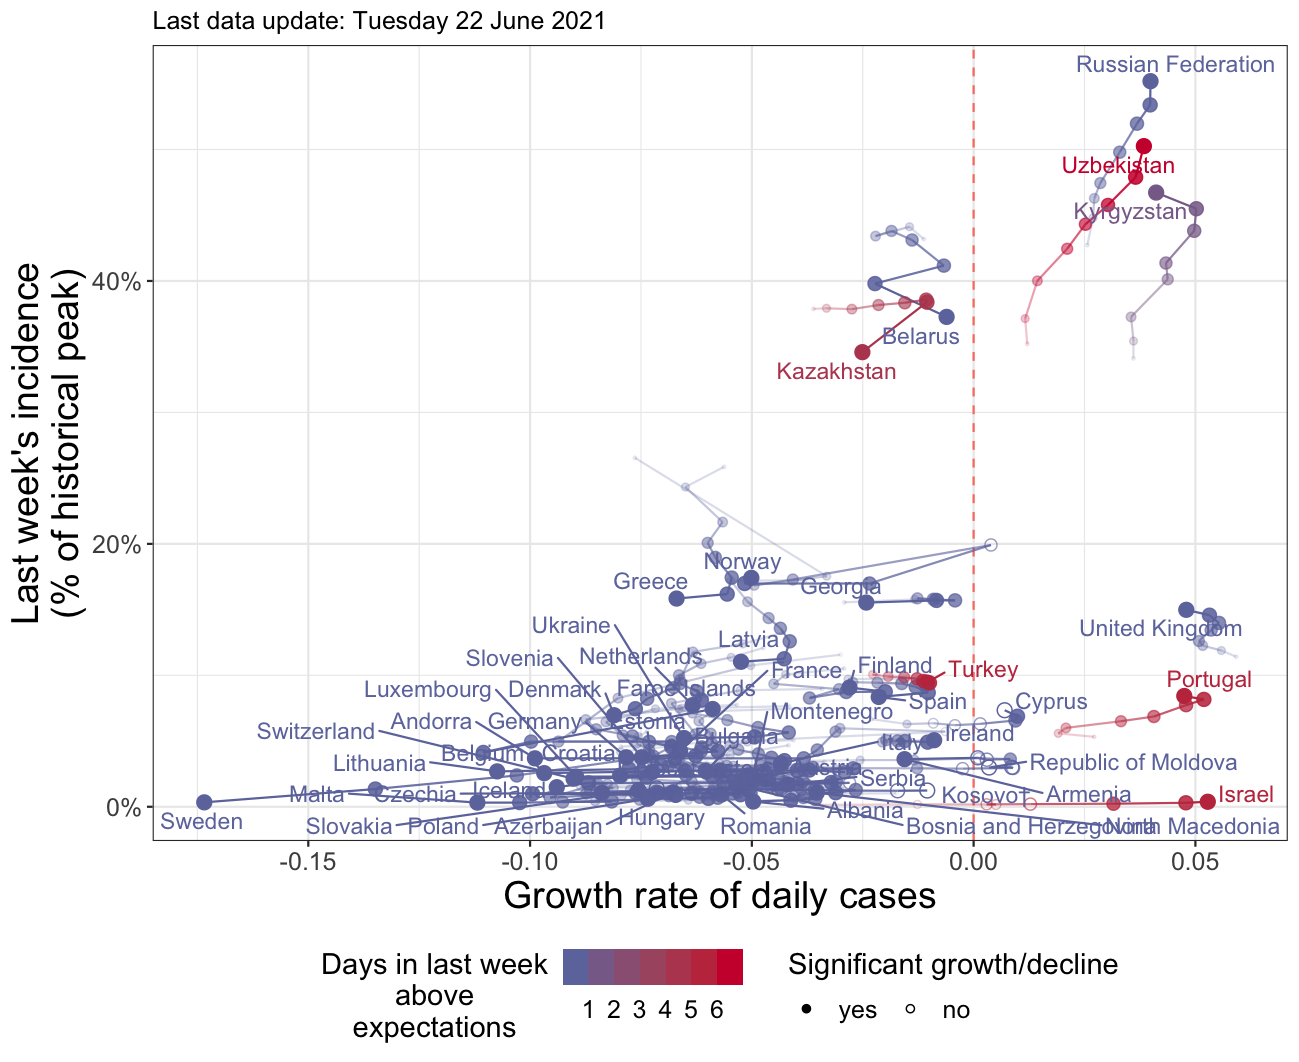 Last data update: Tuesday 22 June 2021
Last week's incidence
(% of historical peak)
40%
20%
0%
Russian Federation
Uzbekistan
Kyrgyzstan
Belarus
Kazakhstan
Norway
Greece
Georgia
Ukraine
United Kingdom
Latvia
Slovenia
Netherlands
France
Finland
Turkey
Portugal
Luxembourg
Denmark
Faroe Islands
Spain
Cyprus
Andorra
Germany
Estonia
Montenegro
Switzerland
Bulgaria
Italy
Ireland
Belgium
Croatia
Lithuania
Austria
Serbia
Republic of Moldova
Malta
Czechia
Iceland
Kosovo
Armenia
Israel
Sweden
Slovakia
Poland
Azerbaijan
Hungary
Romania
Albania
Bosnia and Herzegovina
North Macedonia
-0.15
-0.10
-0.05
0.00
0.05
Growth rate of daily cases
Days in last week
above
expectations
1 2 3 4 5 6
Significant growth/decline
yes
no